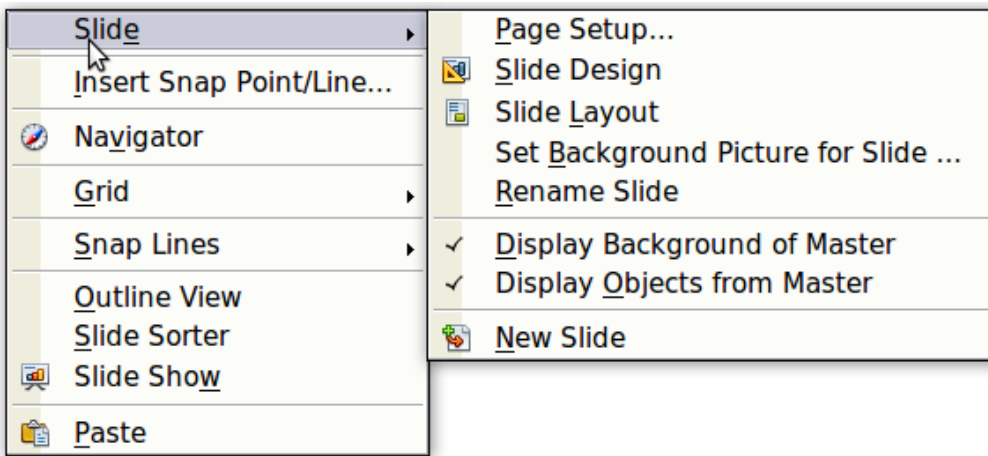 Slide
Insert Snap Point/Line...
Navigator
Grid
Snap Lines
Outline View
Slide Sorter
Slide Show
Paste
Page Setup...
Slide Design
Slide Layout
Set Background Picture for Slide ...
Rename Slide
Display Background of Master
Display Objects from Master
New Slide